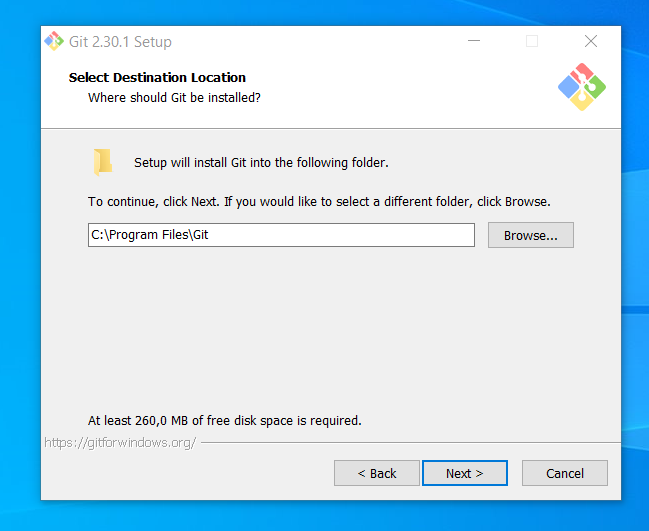 Git 2.30.1 Setup
Select Destination Location
Where should Git be installed?
Setup will install Git into the following folder.
To continue, click Next. If you would like to select a different folder, click Browse.
C:\Program Files\Git
Browse...
At least 260,0 MB of free disk space is required.
https://gitforwindows.org/
< Back
Next >
Cancel